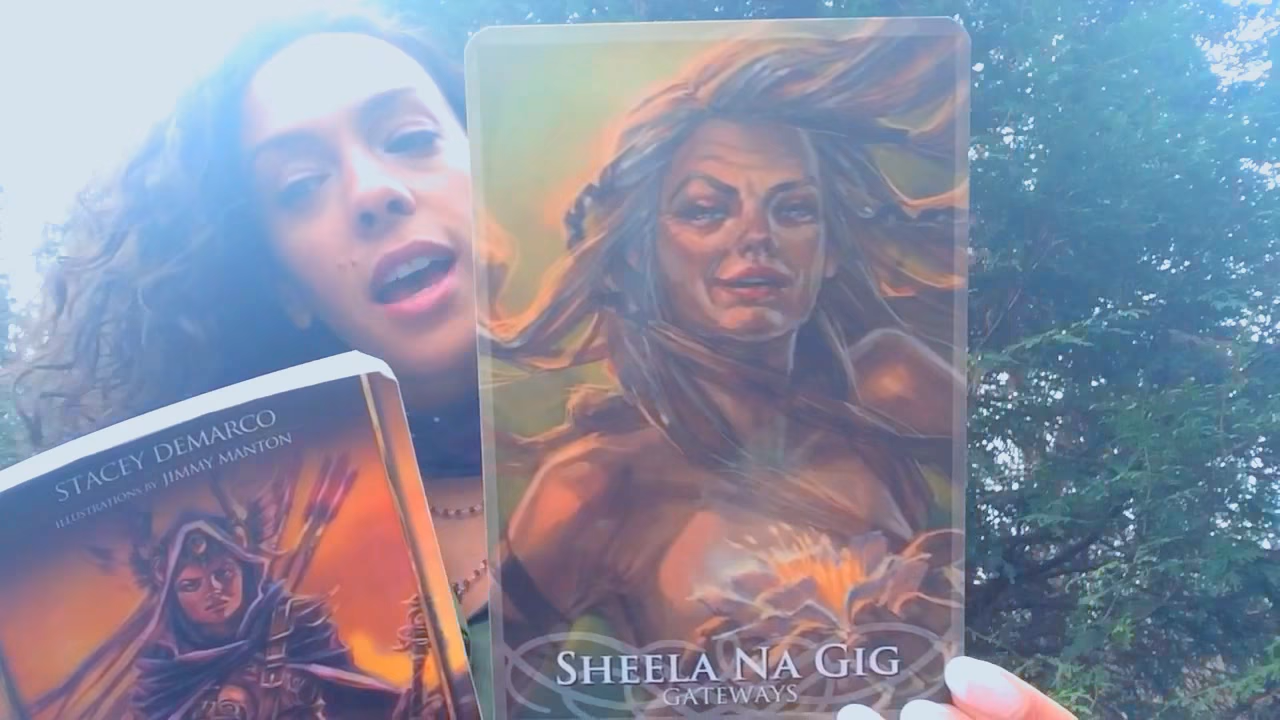 STACEY DEMARCO
ILLUSTRATIONS BY JIMMY MANTON
SHEELA NA GIG
GATEWAYS